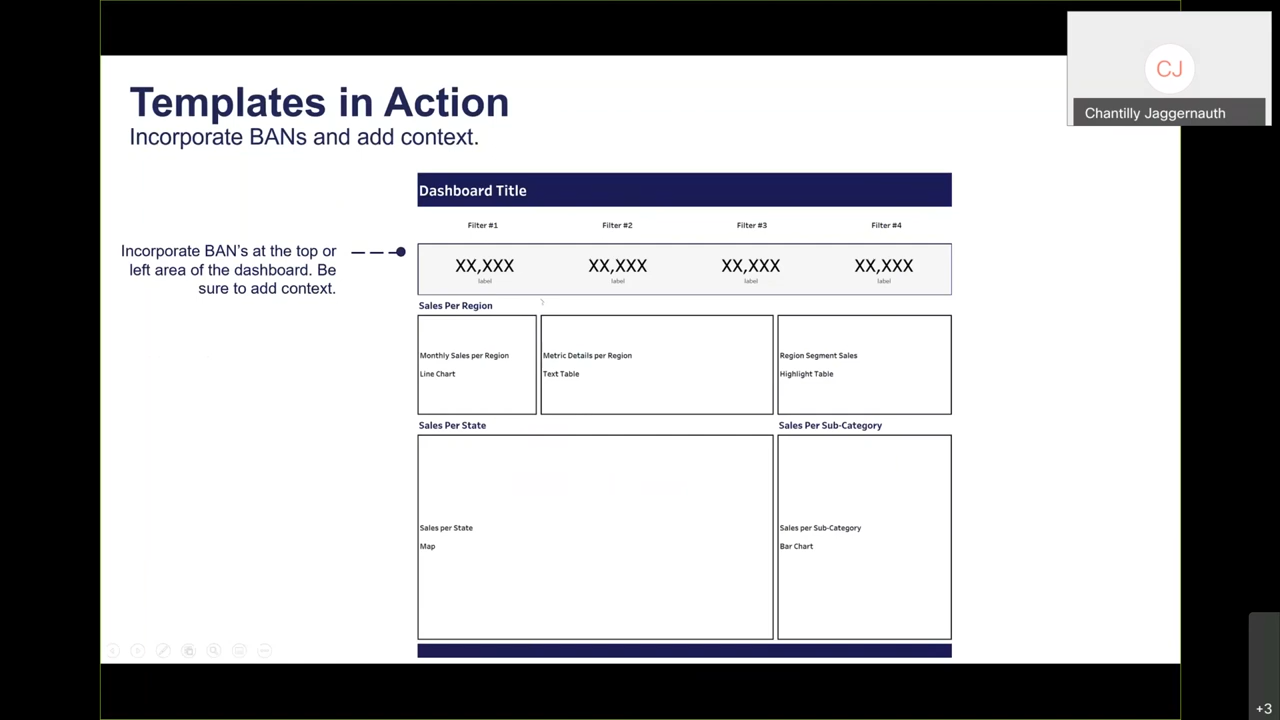 Templates in Action
Incorporate BANs and add context.
CJ
Chantilly Jaggernauth
Incorporate BAN's at the top or
left area of the dashboard. Be
sure to add context.
Dashboard Title
Filter #1 Filter #2 Filter #3 Filter #4
XX,XXX XX,XXX XX,XXX XX,XXX
label label label label
Sales Per Region
Monthly Sales per Region
Line Chart
Metric Details per Region
Text Table
Region Segment Sales
Highlight Table
Sales Per State
Sales Per Sub-Category
Sales per State
Map
Sales per Sub-Category
Bar Chart
+3